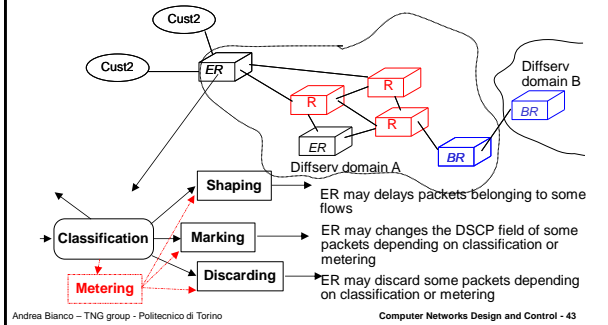 Cust2
Cust2
ER
R
R
R
ER
BR
BR
Diffserv
domain B
Diffserv domain A
Shaping
ER may delays packets belonging to some
flows
Classification
Marking
ER may changes the DSCP field of some
packets depending on classification or
metering
Metering
Discarding
ER may discard some packets depending
on classification or metering
Andrea Bianco – TNG group - Politecnico di Torino
Computer Networks Design and Control - 43